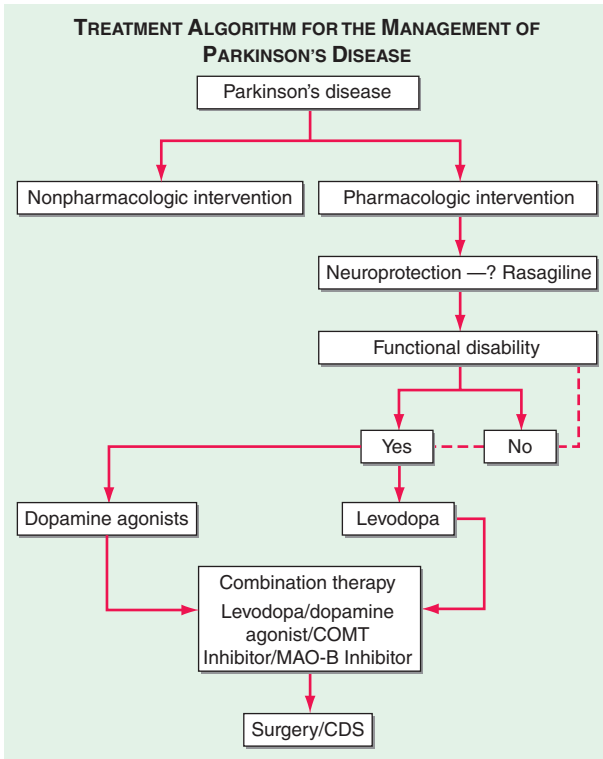 TREATMENT ALGORITHM FOR THE MANAGEMENT OF
PARKINSON'S DISEASE
Parkinson's disease
Nonpharmacologic intervention
Pharmacologic intervention
Neuroprotection —? Rasagiline
Functional disability
Yes
No
Dopamine agonists
Levodopa
Combination therapy
Levodopa/dopamine
agonist/COMT
Inhibitor/MAO-B Inhibitor
Surgery/CDS